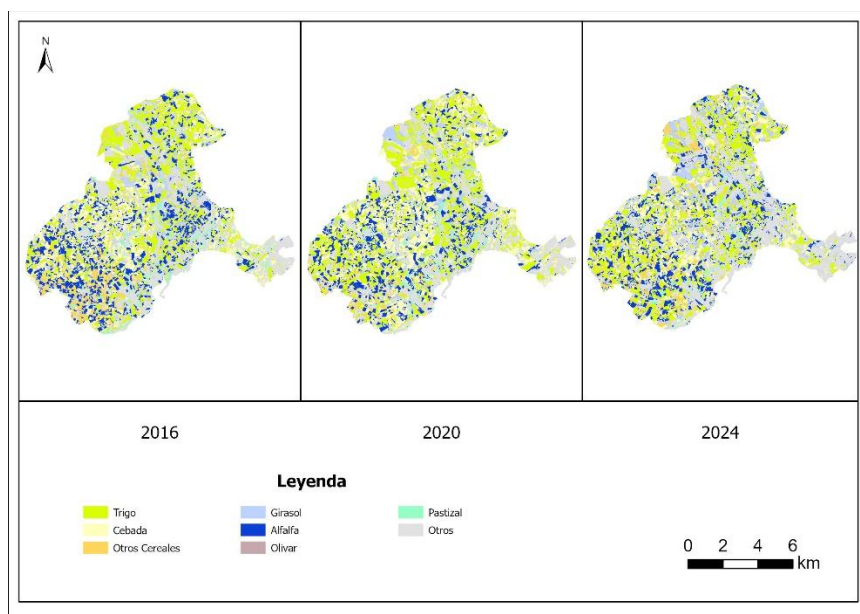 N
2016 2020 2024
Leyenda
Trigo Girasol Pastizal
Cebada Alfalfa Otros
Otros Cereales Olivar
0 2 4 6
km